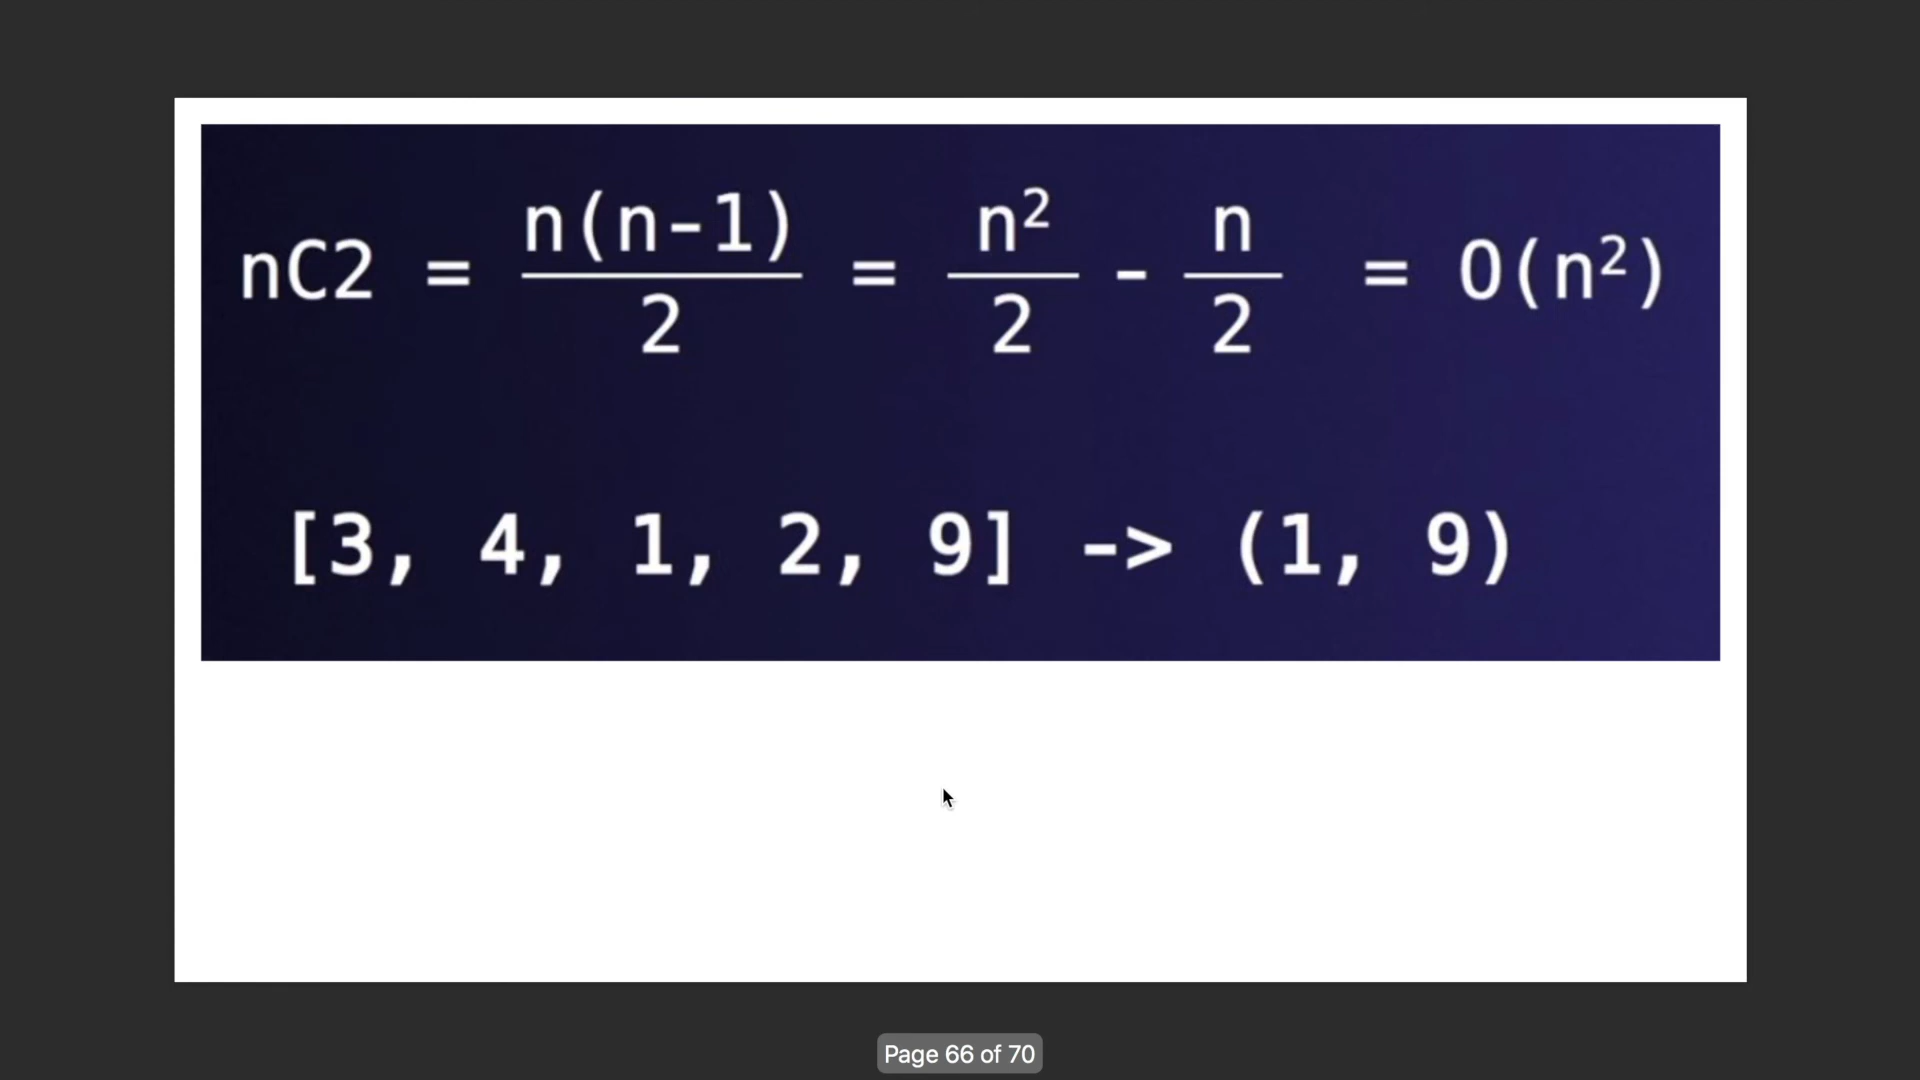 nC2 = n(n-1)/2 = n²/2 - n/2 = O(n²)
[3, 4, 1, 2, 9] -> (1, 9)
Page 66 of 70